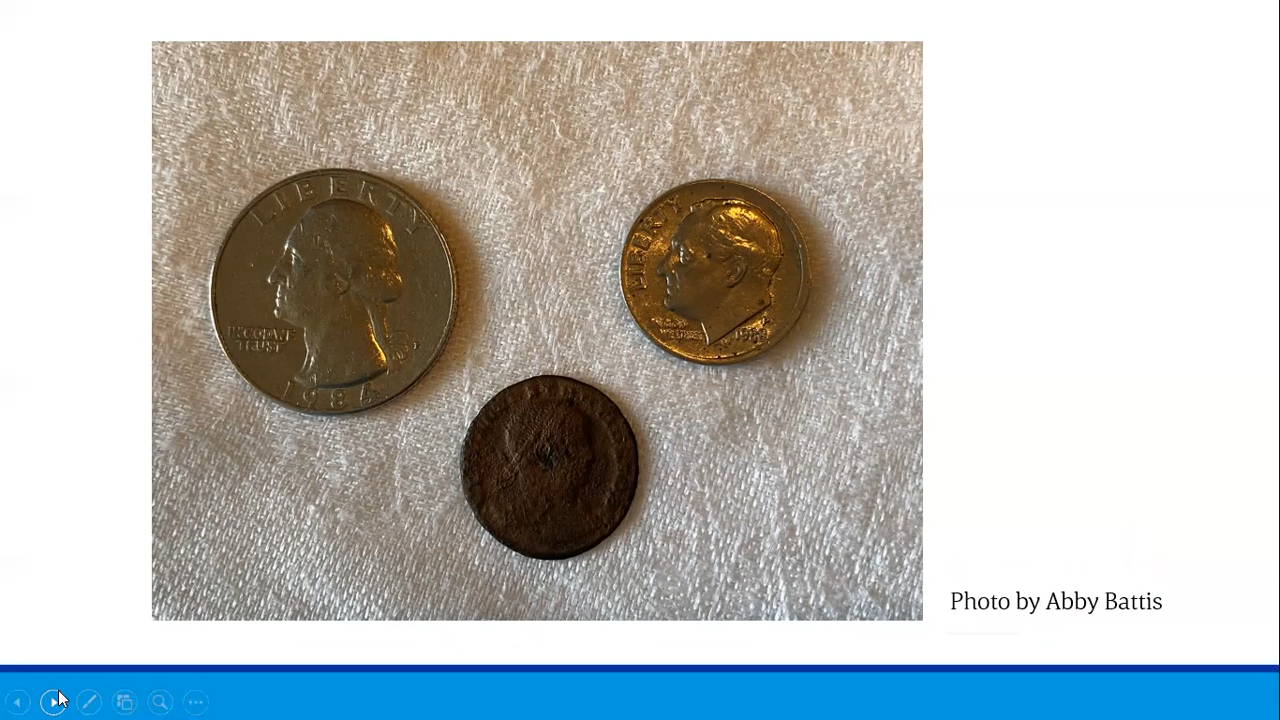 LIBERTY
IN GOD WE
TRUST
1984
LIBERTY
Photo by Abby Battis